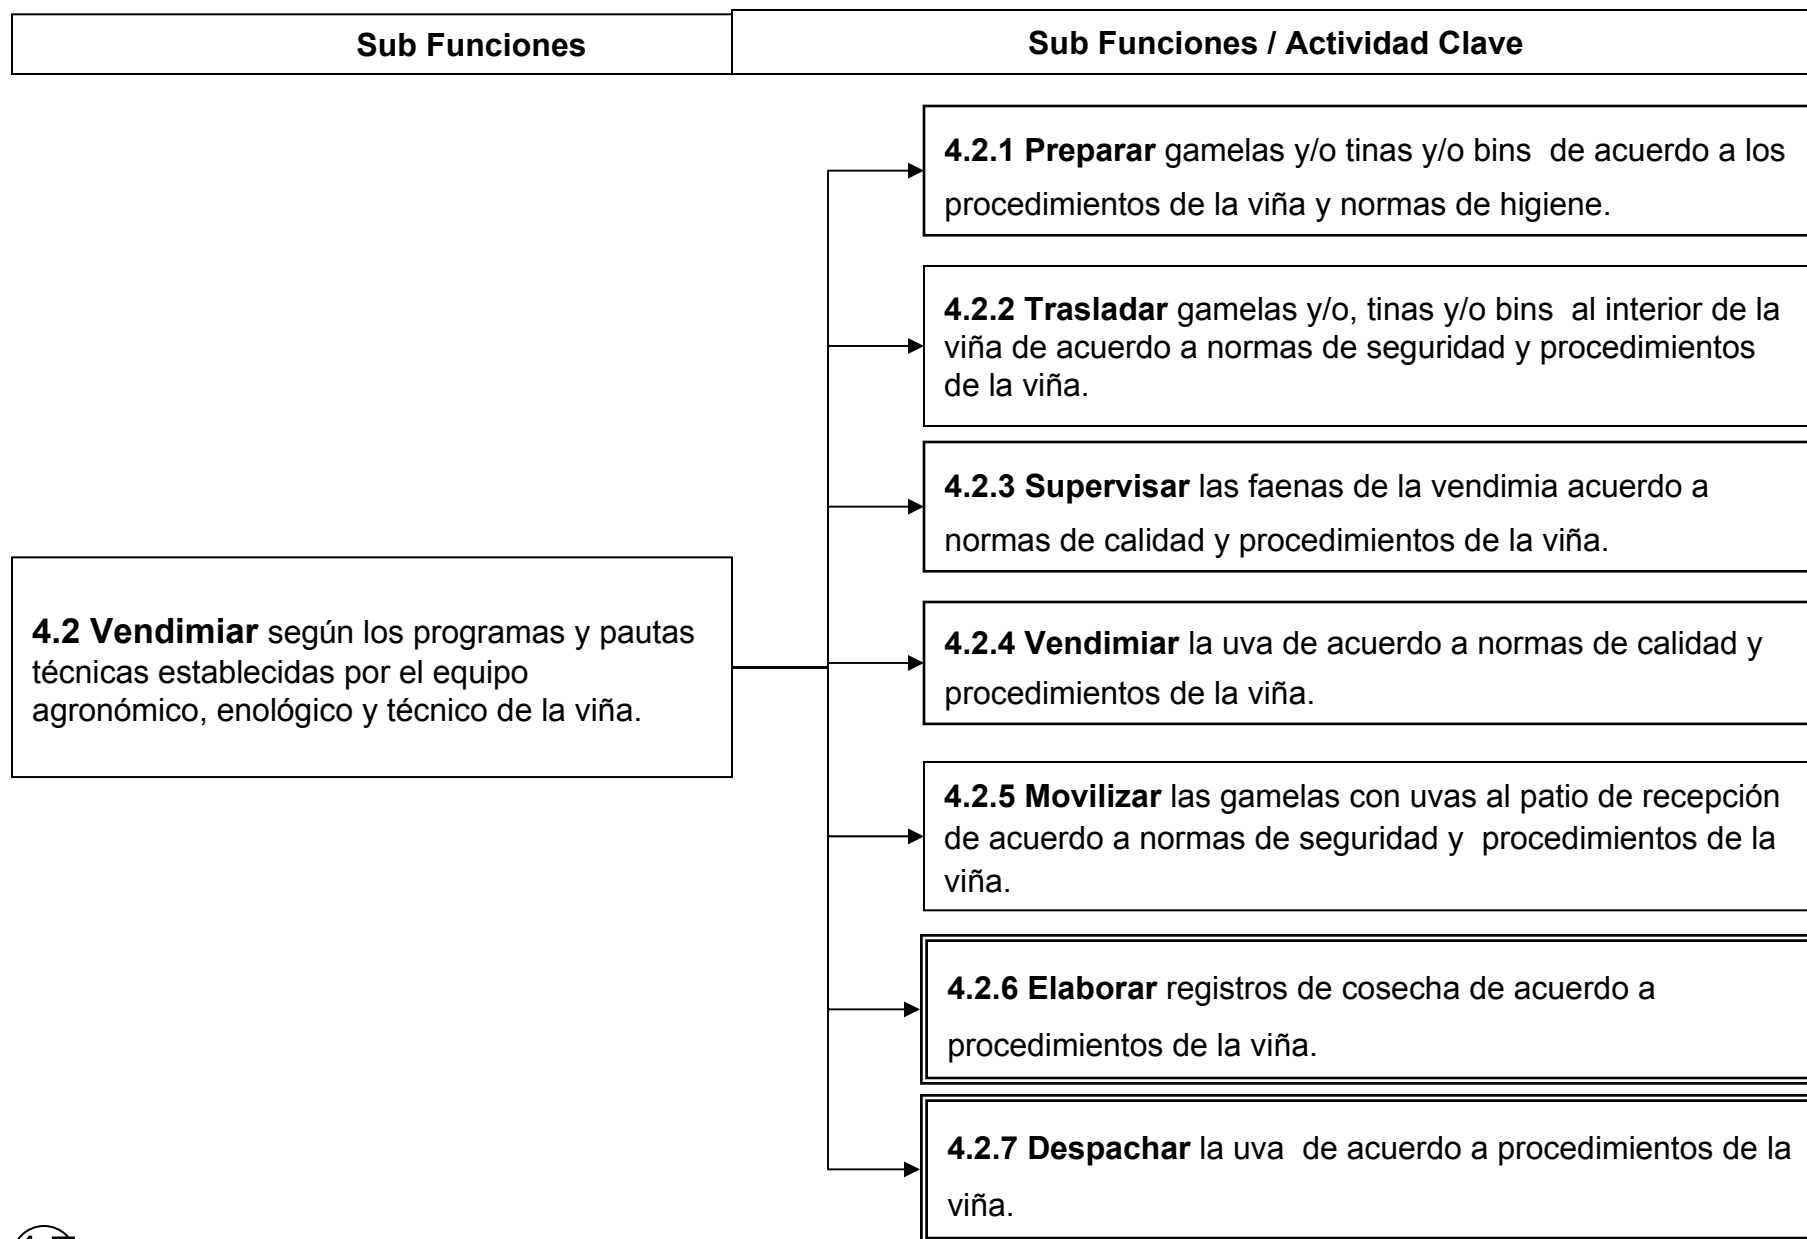 Sub Funciones
Sub Funciones / Actividad Clave
4.2.1 Preparar gamelas y/o tinas y/o bins de acuerdo a los
procedimientos de la viña y normas de higiene.
4.2.2 Trasladar gamelas y/o, tinas y/o bins al interior de la
viña de acuerdo a normas de seguridad y procedimientos
de la viña.
4.2.3 Supervisar las faenas de la vendimia acuerdo a
normas de calidad y procedimientos de la viña.
4.2 Vendimiar según los programas y pautas
técnicas establecidas por el equipo
agronómico, enológico y técnico de la viña.
4.2.4 Vendimiar la uva de acuerdo a normas de calidad y
procedimientos de la viña.
4.2.5 Movilizar las gamelas con uvas al patio de recepción
de acuerdo a normas de seguridad y procedimientos de la
viña.
4.2.6 Elaborar registros de cosecha de acuerdo a
procedimientos de la viña.
4.2.7 Despachar la uva de acuerdo a procedimientos de la
viña.